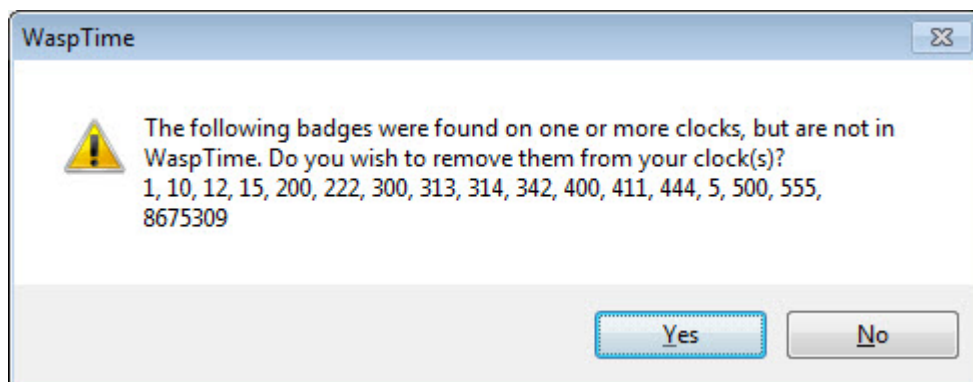 WaspTime
The following badges were found on one or more clocks, but are not in
WaspTime. Do you wish to remove them from your clock(s)?
1, 10, 12, 15, 200, 222, 300, 313, 314, 342, 400, 411, 444, 5, 500, 555,
8675309
Yes No